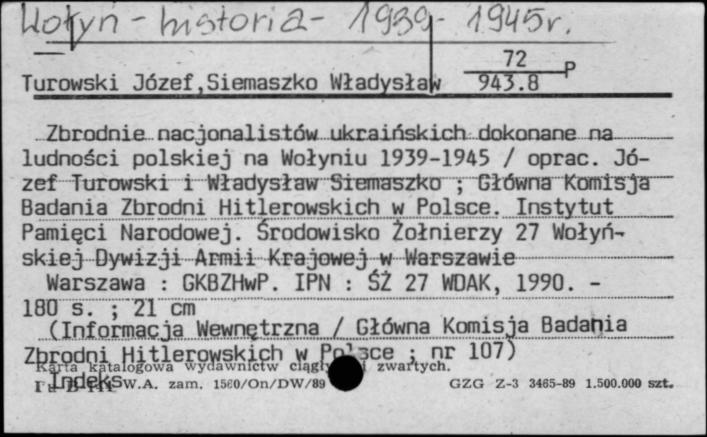 Wołyń - historia - 1939 - 1945r.
72
Turowski Józef,Siemaszko Władysław 943.8 P
Zbrodnie nacjonalistów ukraińskich dokonane na
ludności polskiej na Wołyniu 1939-1945 / oprac. Jó-
zef Turowski i Władysław Siemaszko ; Główna Komisja
Badania Zbrodni Hitlerowskich w Polsce. Instytut
Pamięci Narodowej. Środowisko Żołnierzy 27 Wołyń-
skiej Dywizji Armii Krajowej w Warszawie
Warszawa : GKBZHwP. IPN : ŚŻ 27 WDAK, 1990. -
180 s. ; 21 cm
(Informacja Wewnętrzna / Główna Komisja Badania
Zbrodni Hitlerowskich w Polsce ; nr 107)
Karta katalogowa wydawnictw i zwartych.
Indeks
W.A. zam. 1560/On/DW/89 GZG Z-3 3465-89 1.500.000 szt.